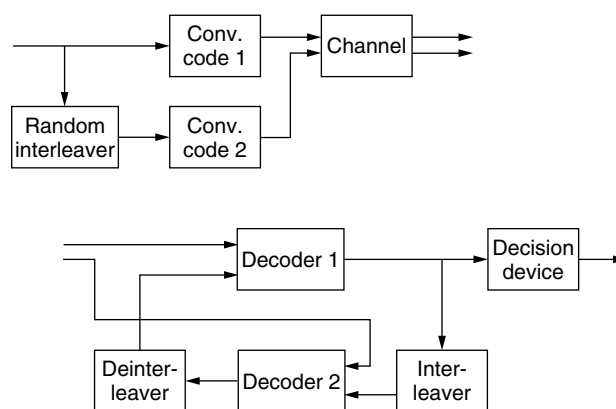 Conv.
code 1
Channel
Random
interleaver
Conv.
code 2
Decoder 1
Decision
device
Deinter-
leaver
Decoder 2
Inter-
leaver